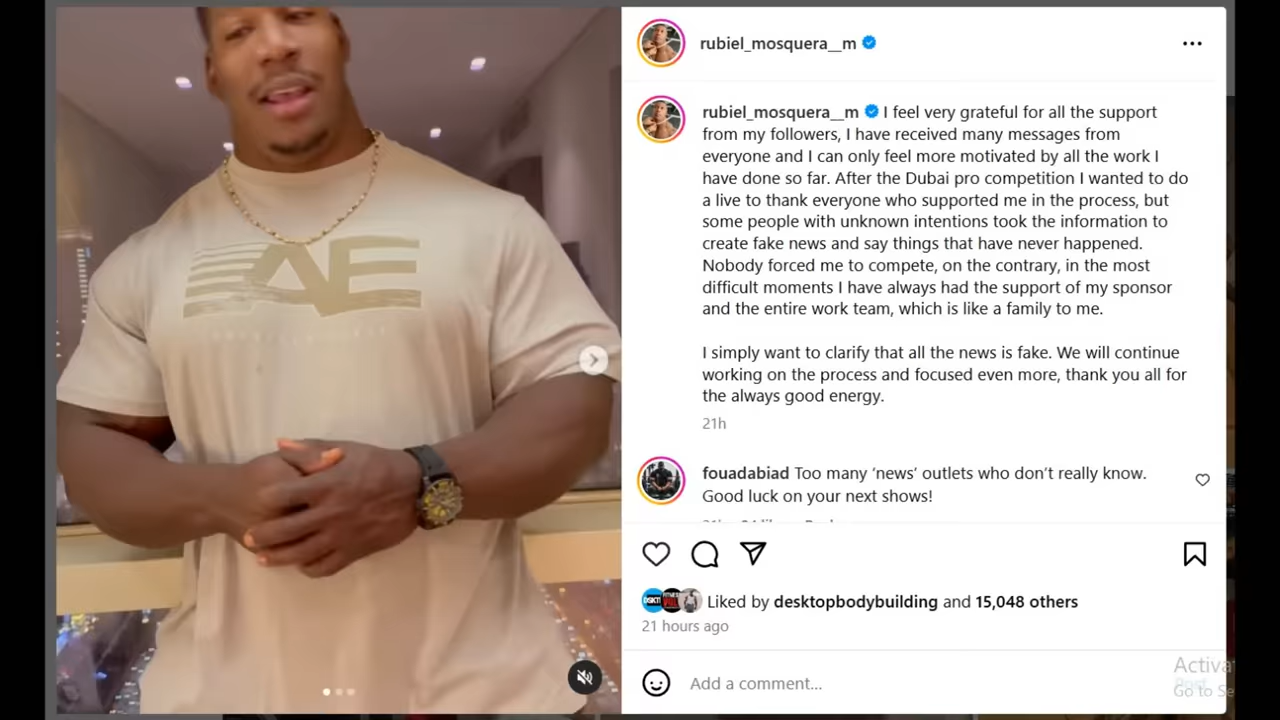 rubiel_mosquera__m
rubiel_mosquera__m I feel very grateful for all the support
from my followers, I have received many messages from
everyone and I can only feel more motivated by all the work I
have done so far. After the Dubai pro competition I wanted to do
a live to thank everyone who supported me in the process, but
some people with unknown intentions took the information to
create fake news and say things that have never happened.
Nobody forced me to compete, on the contrary, in the most
difficult moments I have always had the support of my sponsor
and the entire work team, which is like a family to me.
I simply want to clarify that all the news is fake. We will continue
working on the process and focused even more, thank you all for
the always good energy.
21h
fouadabiad Too many ‘news’ outlets who don’t really know.
Good luck on your next shows!
Liked by desktopbodybuilding and 15,048 others
21 hours ago
Add a comment...
AE
Activa
Go to Se